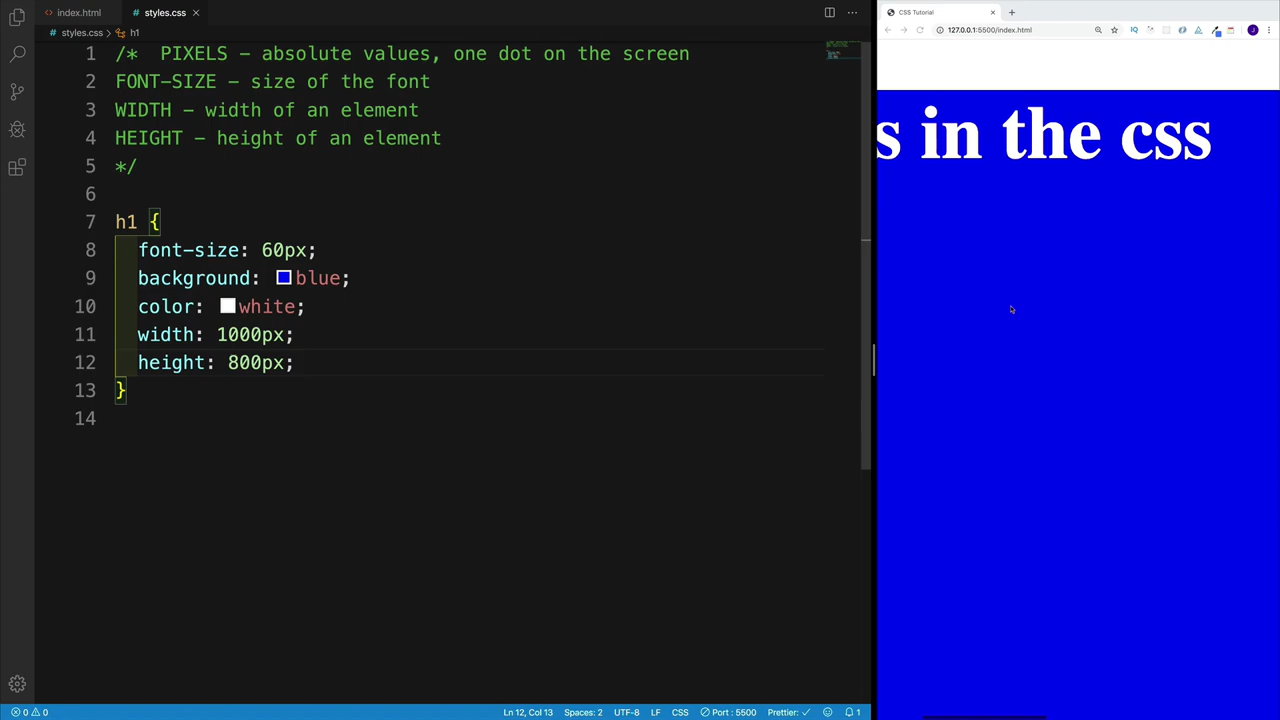 index.html
styles.css
styles.css > h1
1 /*  PIXELS - absolute values, one dot on the screen
2 FONT-SIZE - size of the font
3 WIDTH - width of an element
4 HEIGHT - height of an element
5 */
6
7 h1 {
8 font-size: 60px;
9 background: blue;
10 color: white;
11 width: 1000px;
12 height: 800px;
13 }
14
0 0
Ln 12, Col 13
Spaces: 2
UTF-8
LF
CSS
Port : 5500
Prettier: ✓
1
CSS Tutorial
127.0.0.1:5500/index.html
IQ
J
s in the css